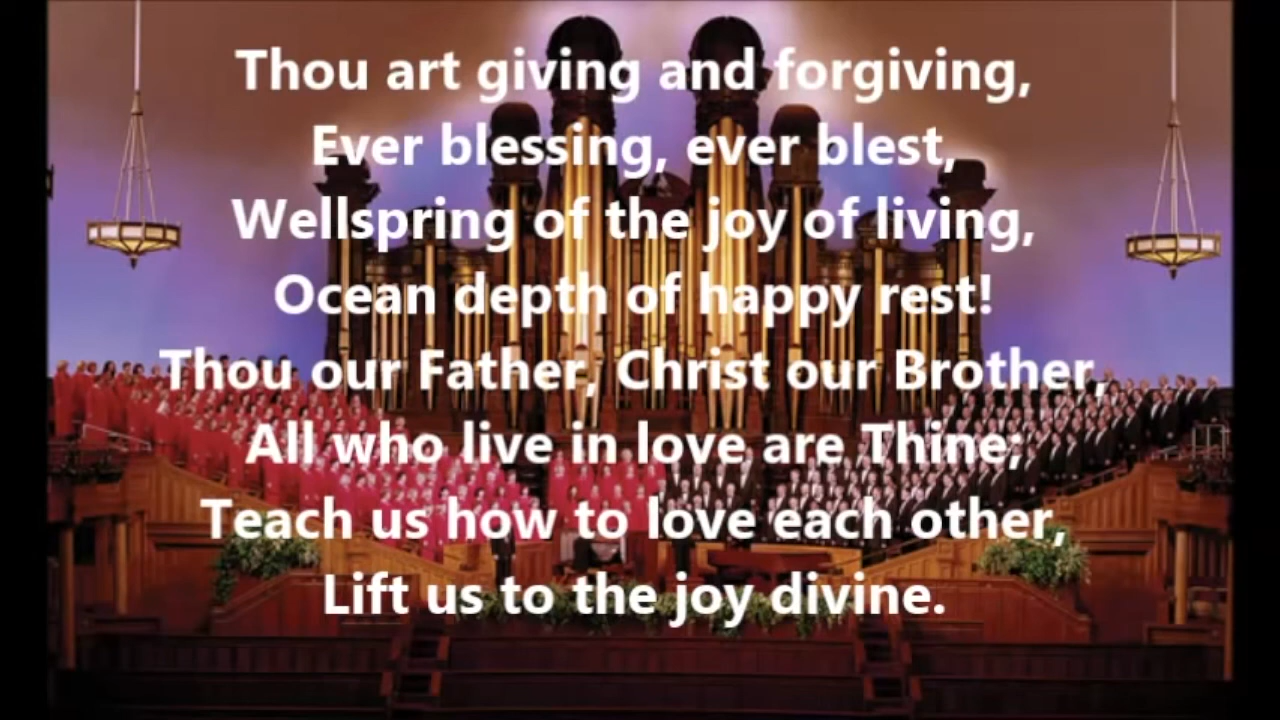 Thou art giving and forgiving,
Ever blessing, ever blest,
Wellspring of the joy of living,
Ocean depth of happy rest!
Thou our Father, Christ our Brother,
All who live in love are Thine;
Teach us how to love each other,
Lift us to the joy divine.